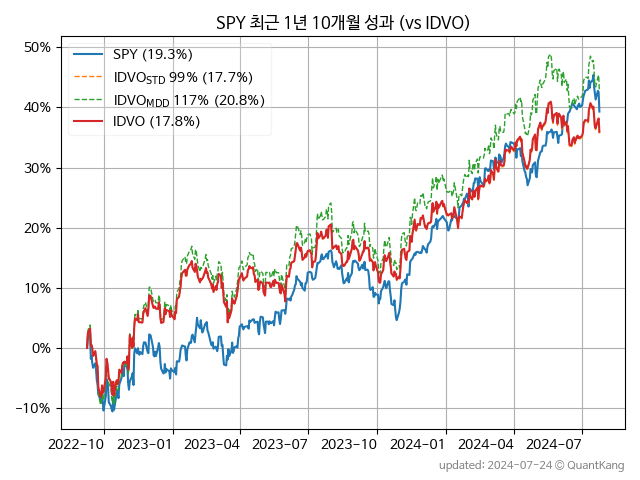 SPY 최근 1년 10개월 성과 (vs IDVO)
SPY (19.3%)
IDVO_STD 99% (17.7%)
IDVO_MDD 117% (20.8%)
IDVO (17.8%)
50%
40%
30%
20%
10%
0%
−10%
2022-10 2023-01 2023-04 2023-07 2023-10 2024-01 2024-04 2024-07
updated: 2024-07-24 © QuantKang